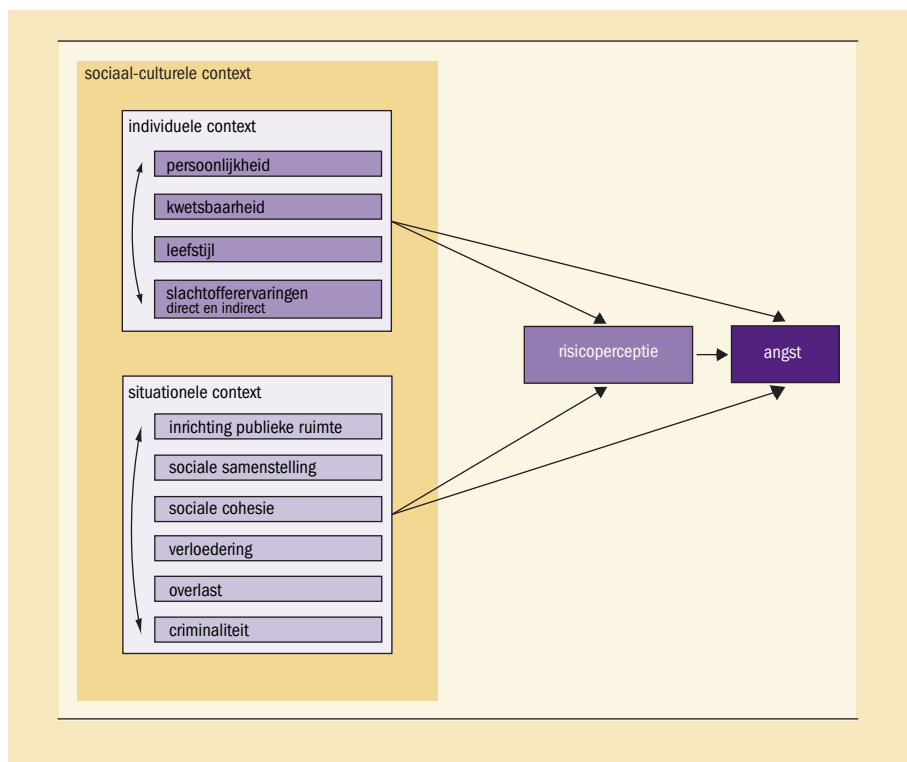 sociaal-culturele context
individuele context
persoonlijkheid
kwetsbaarheid
leefstijl
slachtofferervaringen
direct en indirect
risicoperceptie
angst
situationele context
inrichting publieke ruimte
sociale samenstelling
sociale cohesie
verloedering
overlast
criminaliteit